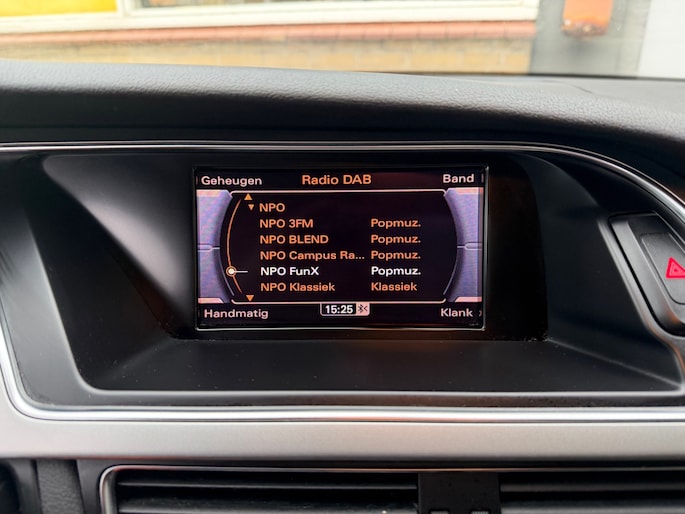 Geheugen Radio DAB Band
NPO
NPO 3FM Popmuz.
NPO BLEND Popmuz.
NPO Campus Ra... Popmuz.
NPO FunX Popmuz.
NPO Klassiek Klassiek
Handmatig 15:25 Klank